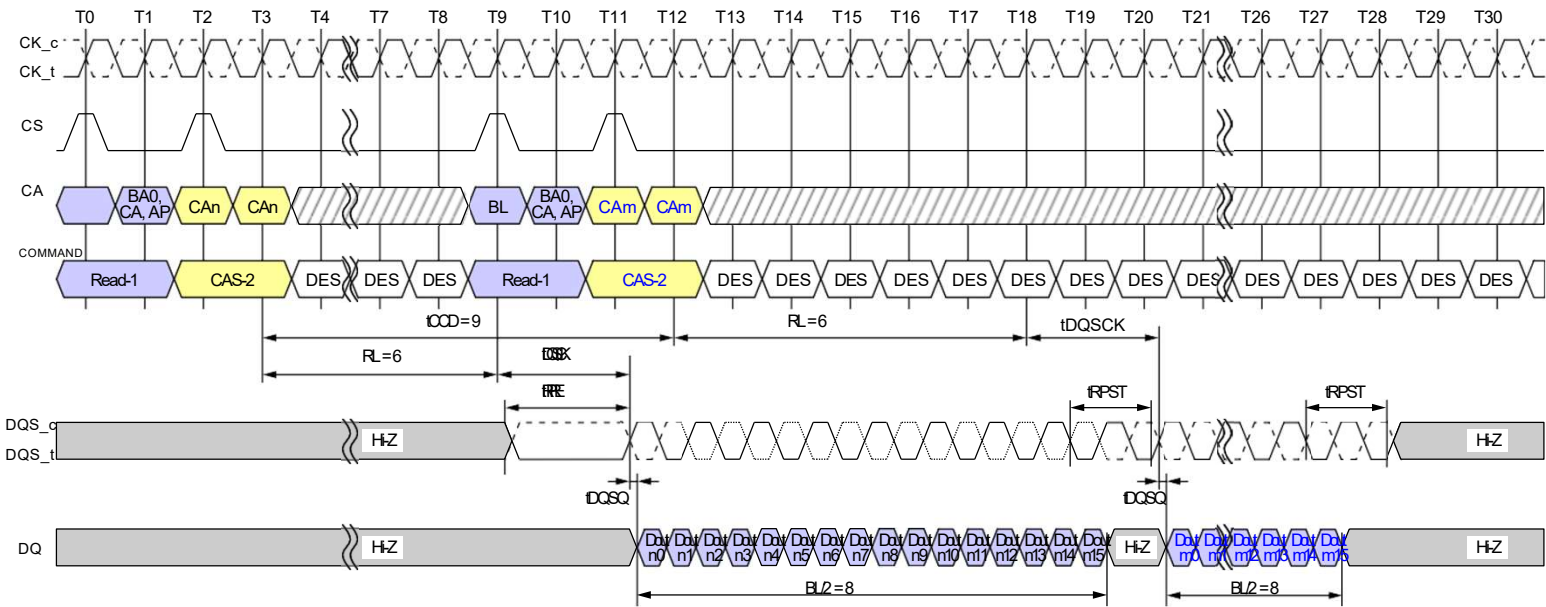 T0 T1 T2 T3 T4 T7 T8 T9 T10 T11 T12 T13 T14 T15 T16 T17 T18 T19 T20 T21 T26 T27 T28 T29 T30
CK_c
CK_t
CS
CA
BA0, CA, AP CAn CAn BL BA0, CA, AP CAm CAm
COMMAND
Read-1 CAS-2 DES DES DES Read-1 CAS-2 DES DES DES DES DES DES DES DES DES DES DES DES DES DES
tCCD = 9 RL = 6 tDQSCK
RL = 6
tRPST tRPST
DQS_c
DQS_t
Hi-Z Hi-Z
tDQSQ tDQSQ
DQ
Hi-Z Dout n0 Dout n1 Dout n2 Dout n3 Dout n4 Dout n5 Dout n6 Dout n7 Dout n8 Dout n9 Dout n10 Dout n11 Dout n12 Dout n13 Dout n14 Dout n15 Hi-Z Dout m0 Dout m1 Dout m12 Dout m13 Dout m14 Dout m15 Hi-Z
BL/2 = 8 BL/2 = 8